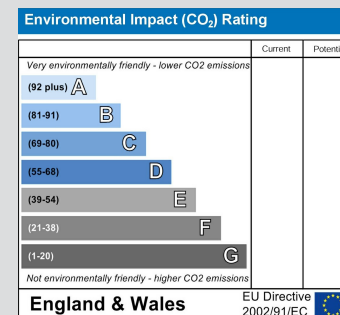 Environmental Impact (CO₂) Rating
Current Potenti
Very environmentally friendly - lower CO2 emissions
(92 plus) A
(81-91) B
(69-80) C
(55-68) D
(39-54) E
(21-38) F
(1-20) G
Not environmentally friendly - higher CO2 emissions
England & Wales
EU Directive
2002/91/EC